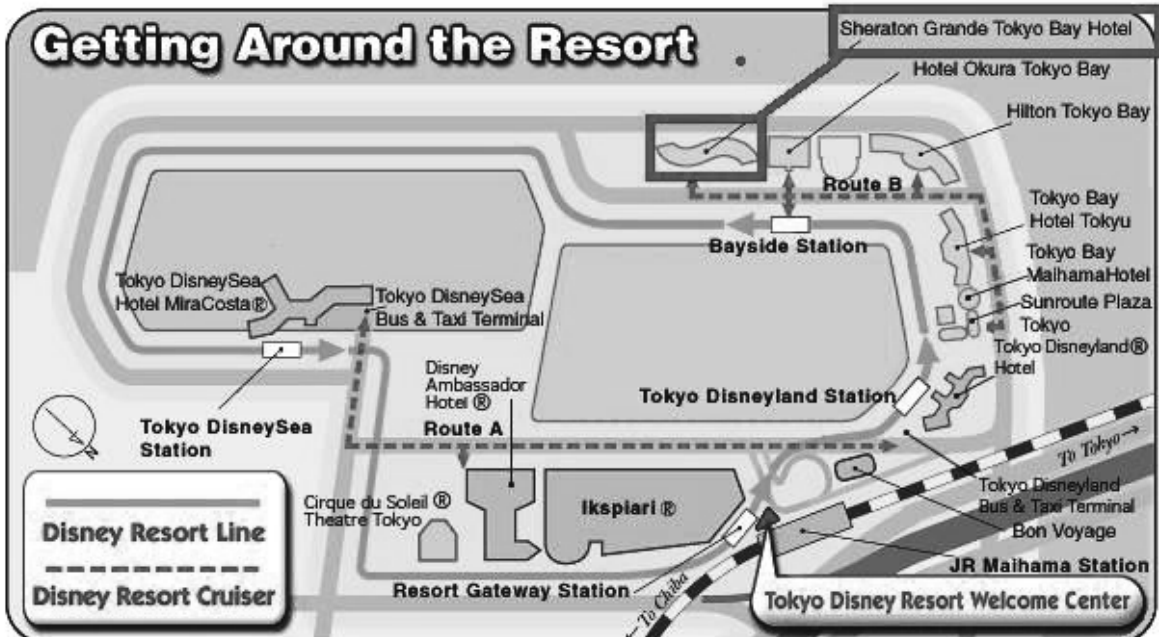 Getting Around the Resort
Sheraton Grande Tokyo Bay Hotel
Hotel Okura Tokyo Bay
Hilton Tokyo Bay
Route B
Tokyo Bay
Hotel Tokyu
Bayside Station
Tokyo Bay
MaihamaHotel
Sunroute Plaza
Tokyo
Tokyo DisneySea
Hotel MiraCosta®
Tokyo DisneySea
Bus & Taxi Terminal
Tokyo Disneyland®
Hotel
Disney
Ambassador
Hotel ®
Tokyo Disneyland Station
Tokyo DisneySea
Station
Route A
N
To Tokyo→
Cirque du Soleil ®
Theatre Tokyo
Ikspiari ®
Tokyo Disneyland
Bus & Taxi Terminal
Bon Voyage
Disney Resort Line
Disney Resort Cruiser
Resort Gateway Station
JR Maihama Station
←To Chiba
Tokyo Disney Resort Welcome Center